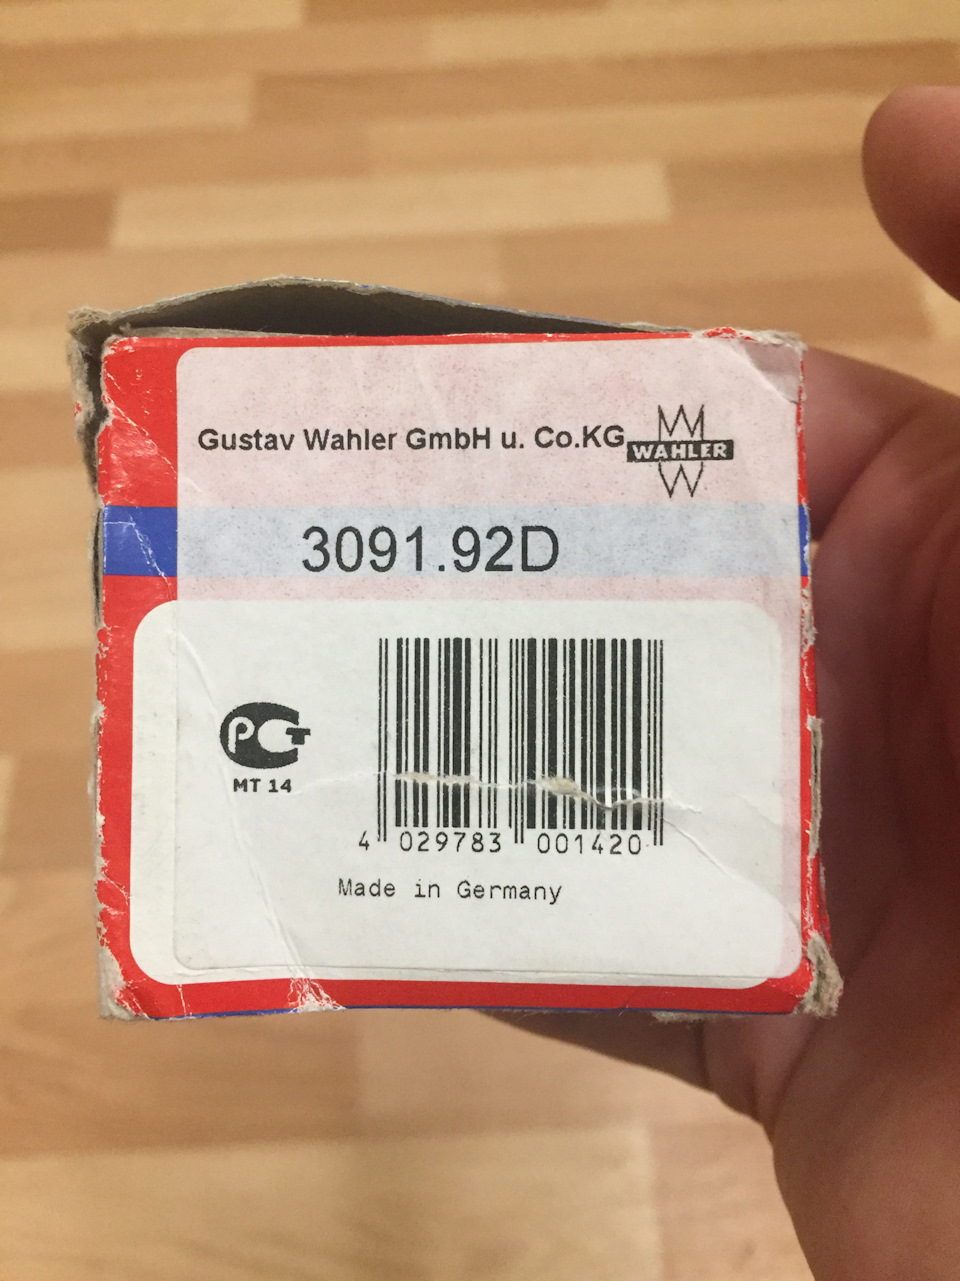 Gustav Wahler GmbH u. Co.KG
WAHLER
3091.92D
РСТ
MT 14
4 029783 001420
Made in Germany